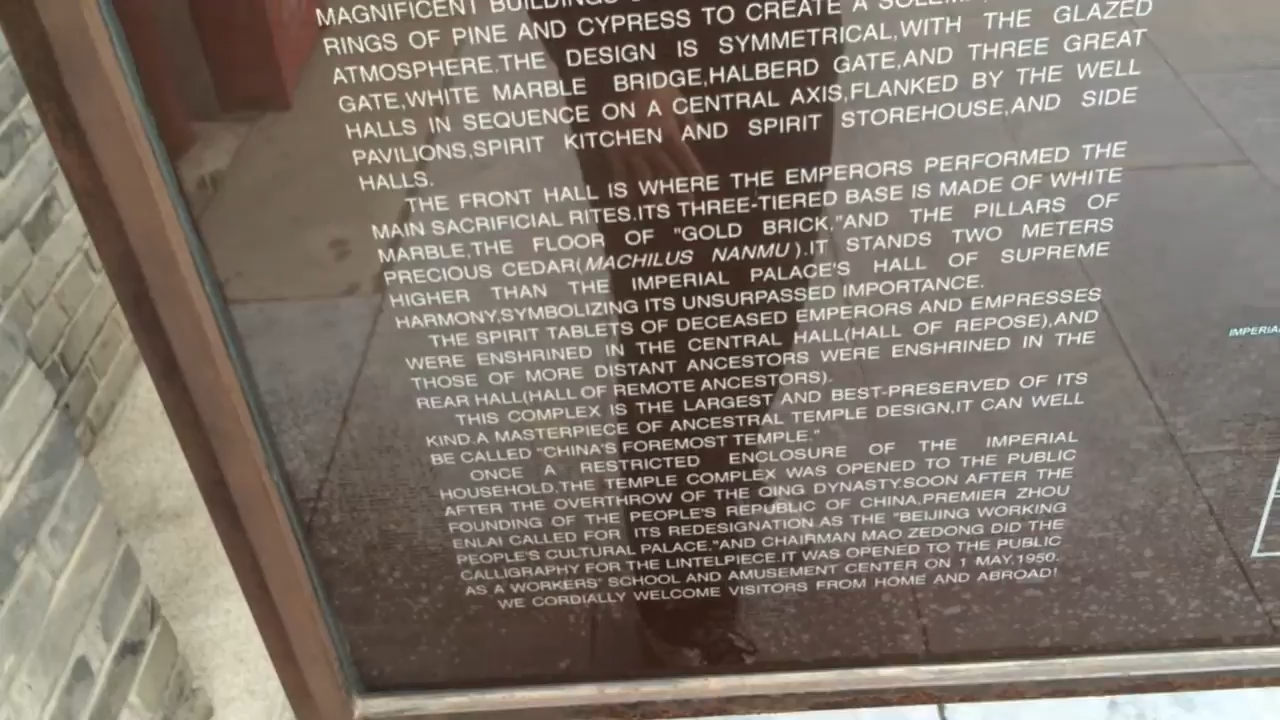 MAGNIFICENT BUILDINGS
RINGS OF PINE AND CYPRESS TO CREATE A
ATMOSPHERE.THE DESIGN IS SYMMETRICAL,WITH THE GLAZED
GATE,WHITE MARBLE BRIDGE,HALBERD GATE,AND THREE GREAT
HALLS IN SEQUENCE ON A CENTRAL AXIS,FLANKED BY THE WELL
PAVILIONS,SPIRIT KITCHEN AND SPIRIT STOREHOUSE,AND SIDE
HALLS.
THE FRONT HALL IS WHERE THE EMPERORS PERFORMED THE
MAIN SACRIFICIAL RITES.ITS THREE-TIERED BASE IS MADE OF WHITE
MARBLE,THE FLOOR OF "GOLD BRICK,"AND THE PILLARS OF
PRECIOUS CEDAR(MACHILUS NANMU).IT STANDS TWO METERS
HIGHER THAN THE IMPERIAL PALACE'S HALL OF SUPREME
HARMONY,SYMBOLIZING ITS UNSURPASSED IMPORTANCE.
THE SPIRIT TABLETS OF DECEASED EMPERORS AND EMPRESSES
WERE ENSHRINED IN THE CENTRAL HALL(HALL OF REPOSE),AND
THOSE OF MORE DISTANT ANCESTORS WERE ENSHRINED IN THE
REAR HALL(HALL OF REMOTE ANCESTORS).
THIS COMPLEX IS THE LARGEST AND BEST-PRESERVED OF ITS
KIND.A MASTERPIECE OF ANCESTRAL TEMPLE DESIGN,IT CAN WELL
BE CALLED "CHINA'S FOREMOST TEMPLE."
ONCE A RESTRICTED ENCLOSURE OF THE IMPERIAL
HOUSEHOLD,THE TEMPLE COMPLEX WAS OPENED TO THE PUBLIC
AFTER THE OVERTHROW OF THE QING DYNASTY.SOON AFTER THE
FOUNDING OF THE PEOPLE'S REPUBLIC OF CHINA,PREMIER ZHOU
ENLAI CALLED FOR ITS REDESIGNATION AS THE "BEIJING WORKING
PEOPLE'S CULTURAL PALACE,"AND CHAIRMAN MAO ZEDONG DID THE
CALLIGRAPHY FOR THE LINTELPIECE.IT WAS OPENED TO THE PUBLIC
AS A WORKERS' SCHOOL AND AMUSEMENT CENTER ON 1 MAY,1950.
WE CORDIALLY WELCOME VISITORS FROM HOME AND ABROAD!